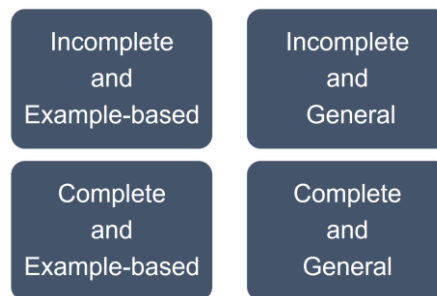 Incomplete
and
Example-based
Incomplete
and
General
Complete
and
Example-based
Complete
and
General